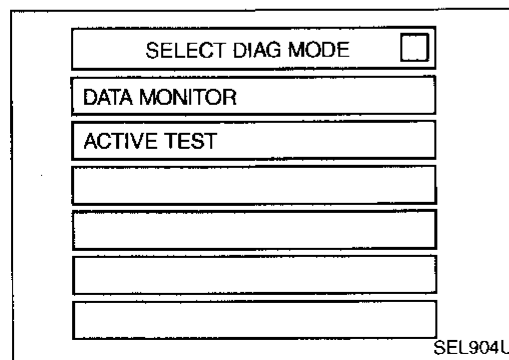 SELECT DIAG MODE
DATA MONITOR
ACTIVE TEST
SEL904U